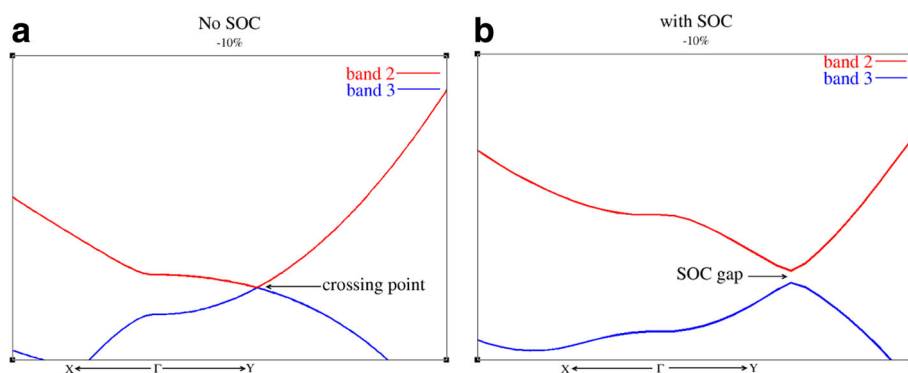 a
No SOC
-10%
band 2
band 3
crossing point
X Γ Y
b
with SOC
-10%
band 2
band 3
SOC gap
X Γ Y